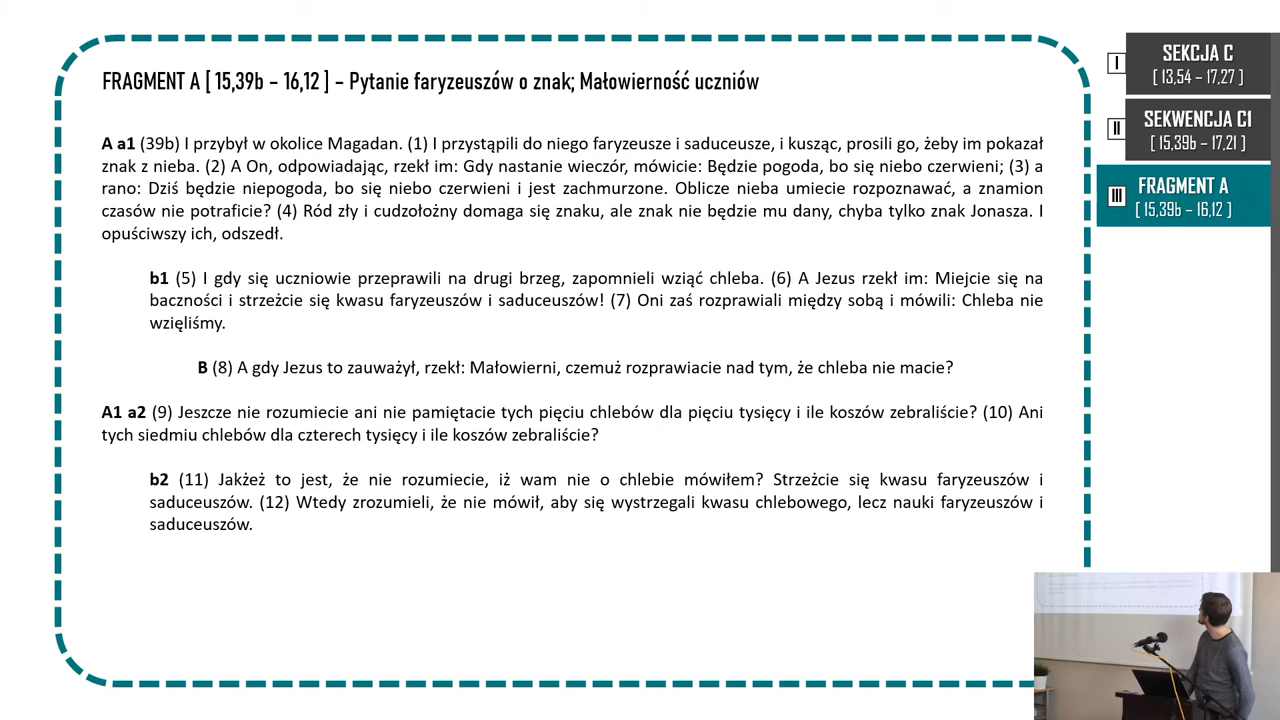 FRAGMENT A [ 15,39b – 16,12 ] – Pytanie faryzeuszów o znak; Małowierność uczniów
A a1 (39b) I przybył w okolice Magadan. (1) I przystąpili do niego faryzeusze i saduceusze, i kusząc, prosili go, żeby im pokazał
znak z nieba. (2) A On, odpowiadając, rzekł im: Gdy nastanie wieczór, mówicie: Będzie pogoda, bo się niebo czerwieni; (3) a
rano: Dziś będzie niepogoda, bo się niebo czerwieni i jest zachmurzone. Oblicze nieba umiecie rozpoznawać, a znamion
czasów nie potraficie? (4) Ród zły i cudzołożny domaga się znaku, ale znak nie będzie mu dany, chyba tylko znak Jonasza. I
opuściwszy ich, odszedł.
b1 (5) I gdy się uczniowie przeprawili na drugi brzeg, zapomnieli wziąć chleba. (6) A Jezus rzekł im: Miejcie się na
baczności i strzeżcie się kwasu faryzeuszów i saduceuszów! (7) Oni zaś rozprawiali między sobą i mówili: Chleba nie
wzięliśmy.
B (8) A gdy Jezus to zauważył, rzekł: Małowierni, czemuż rozprawiacie nad tym, że chleba nie macie?
A1 a2 (9) Jeszcze nie rozumiecie ani nie pamiętacie tych pięciu chlebów dla pięciu tysięcy i ile koszów zebraliście? (10) Ani
tych siedmiu chlebów dla czterech tysięcy i ile koszów zebraliście?
b2 (11) Jakżeż to jest, że nie rozumiecie, iż wam nie o chlebie mówiłem? Strzeżcie się kwasu faryzeuszów i
saduceuszów. (12) Wtedy zrozumieli, że nie mówił, aby się wystrzegali kwasu chlebowego, lecz nauki faryzeuszów i
saduceuszów.
I
SEKCJA C
[ 13,54 – 17,27 ]
II
SEKWENCJA C1
[ 15,39b – 17,21 ]
III
FRAGMENT A
[ 15,39b – 16,12 ]